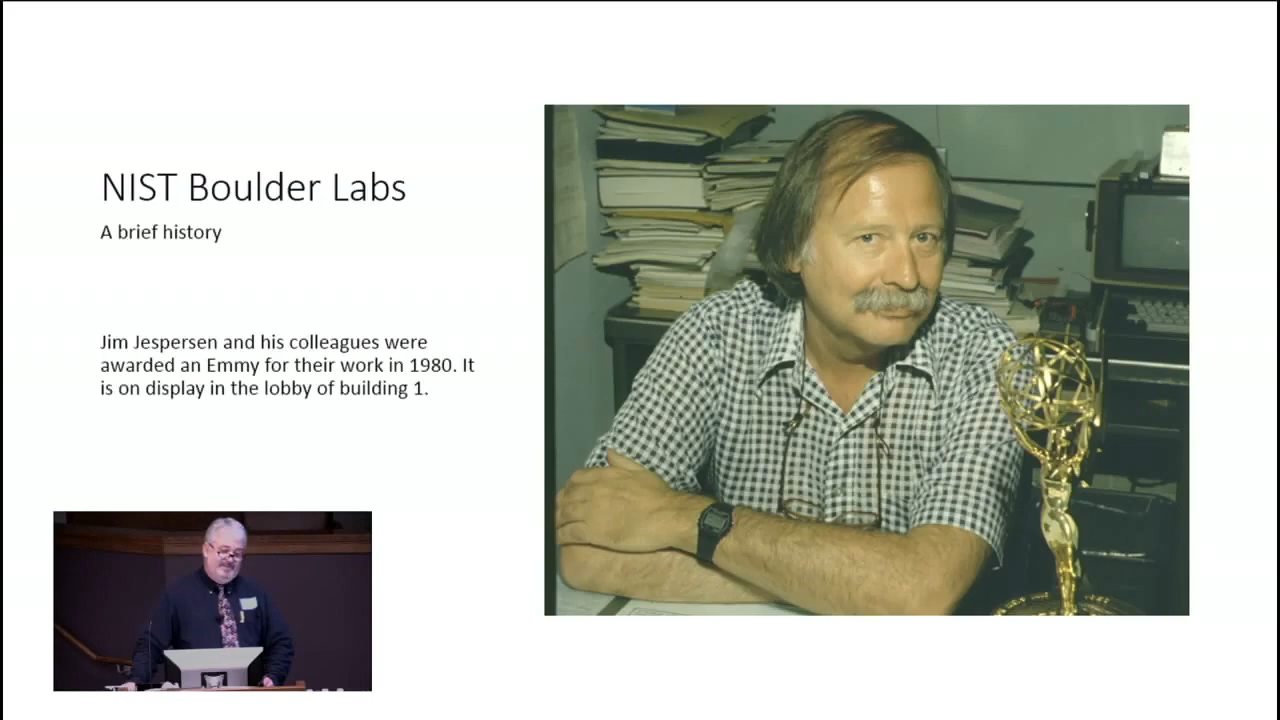 NIST Boulder Labs
A brief history
Jim Jespersen and his colleagues were
awarded an Emmy for their work in 1980. It
is on display in the lobby of building 1.